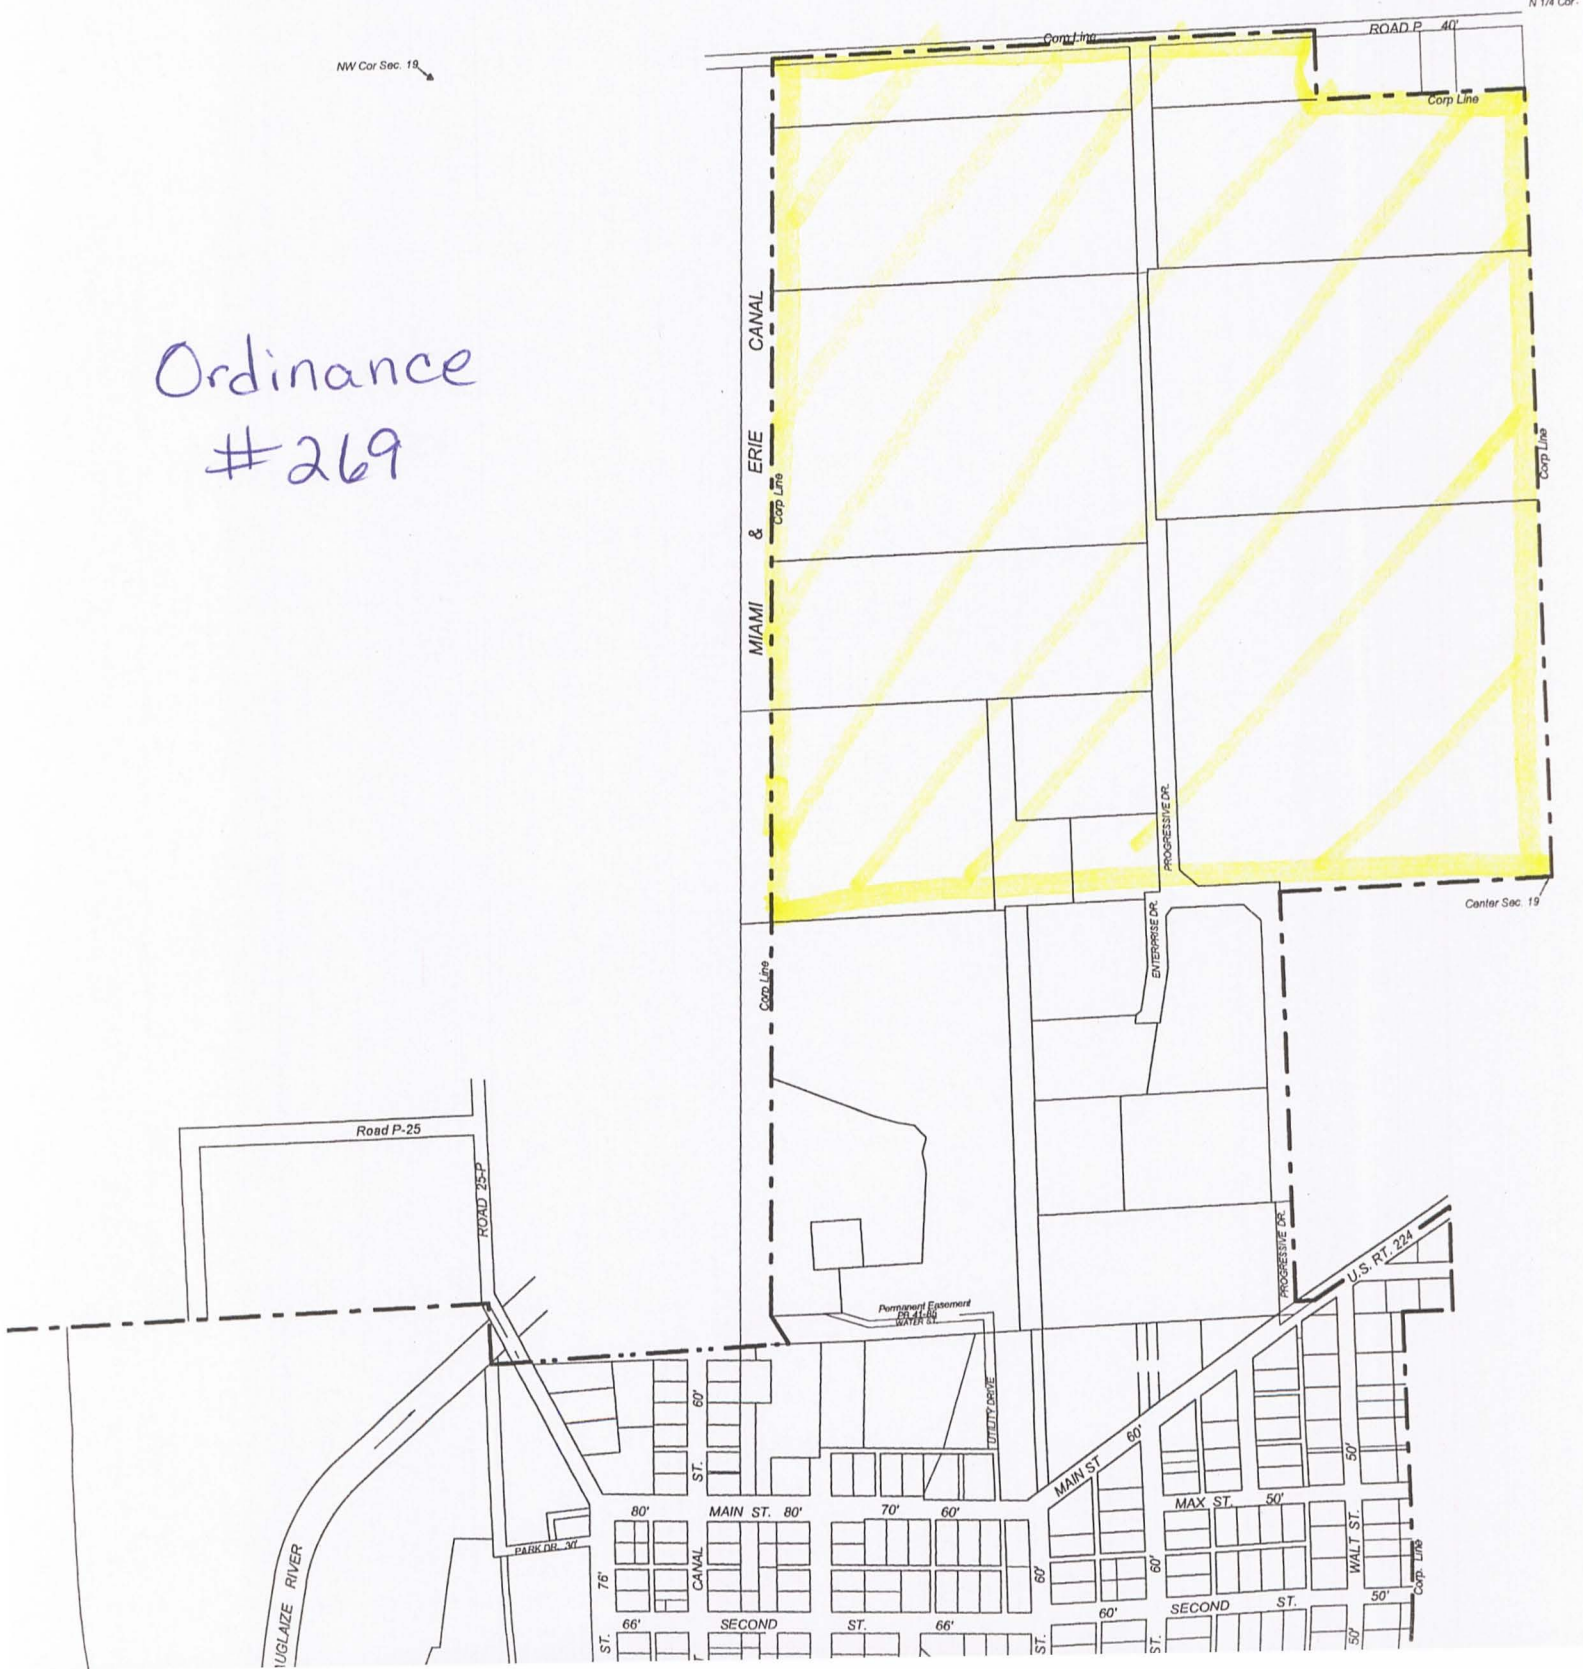 N 1/4 Cor
ROAD P 40'
Corp Line
NW Cor Sec. 19
Corp Line
MIAMI & ERIE CANAL
Corp Line
Ordinance
#269
Corp Line
PROGRESSIVE DR.
Center Sec. 19
ENTERPRISE DR.
Corp Line
Road P-25
ROAD 25-P
PROGRESSIVE DR.
U.S. RT. 224
Permanent Easement
WATER ST.
UTILITY DRIVE
60'
ST.
60'
MAIN ST
50'
80' MAIN ST. 80' 70' 60'
MAX ST. 50'
WALT ST.
PARK DR. 30'
CANAL
76'
60'
60'
Corp. Line
UGLAIZE RIVER
66' SECOND ST. 66'
60' SECOND ST. 50'
ST.
ST.
ST.
50'